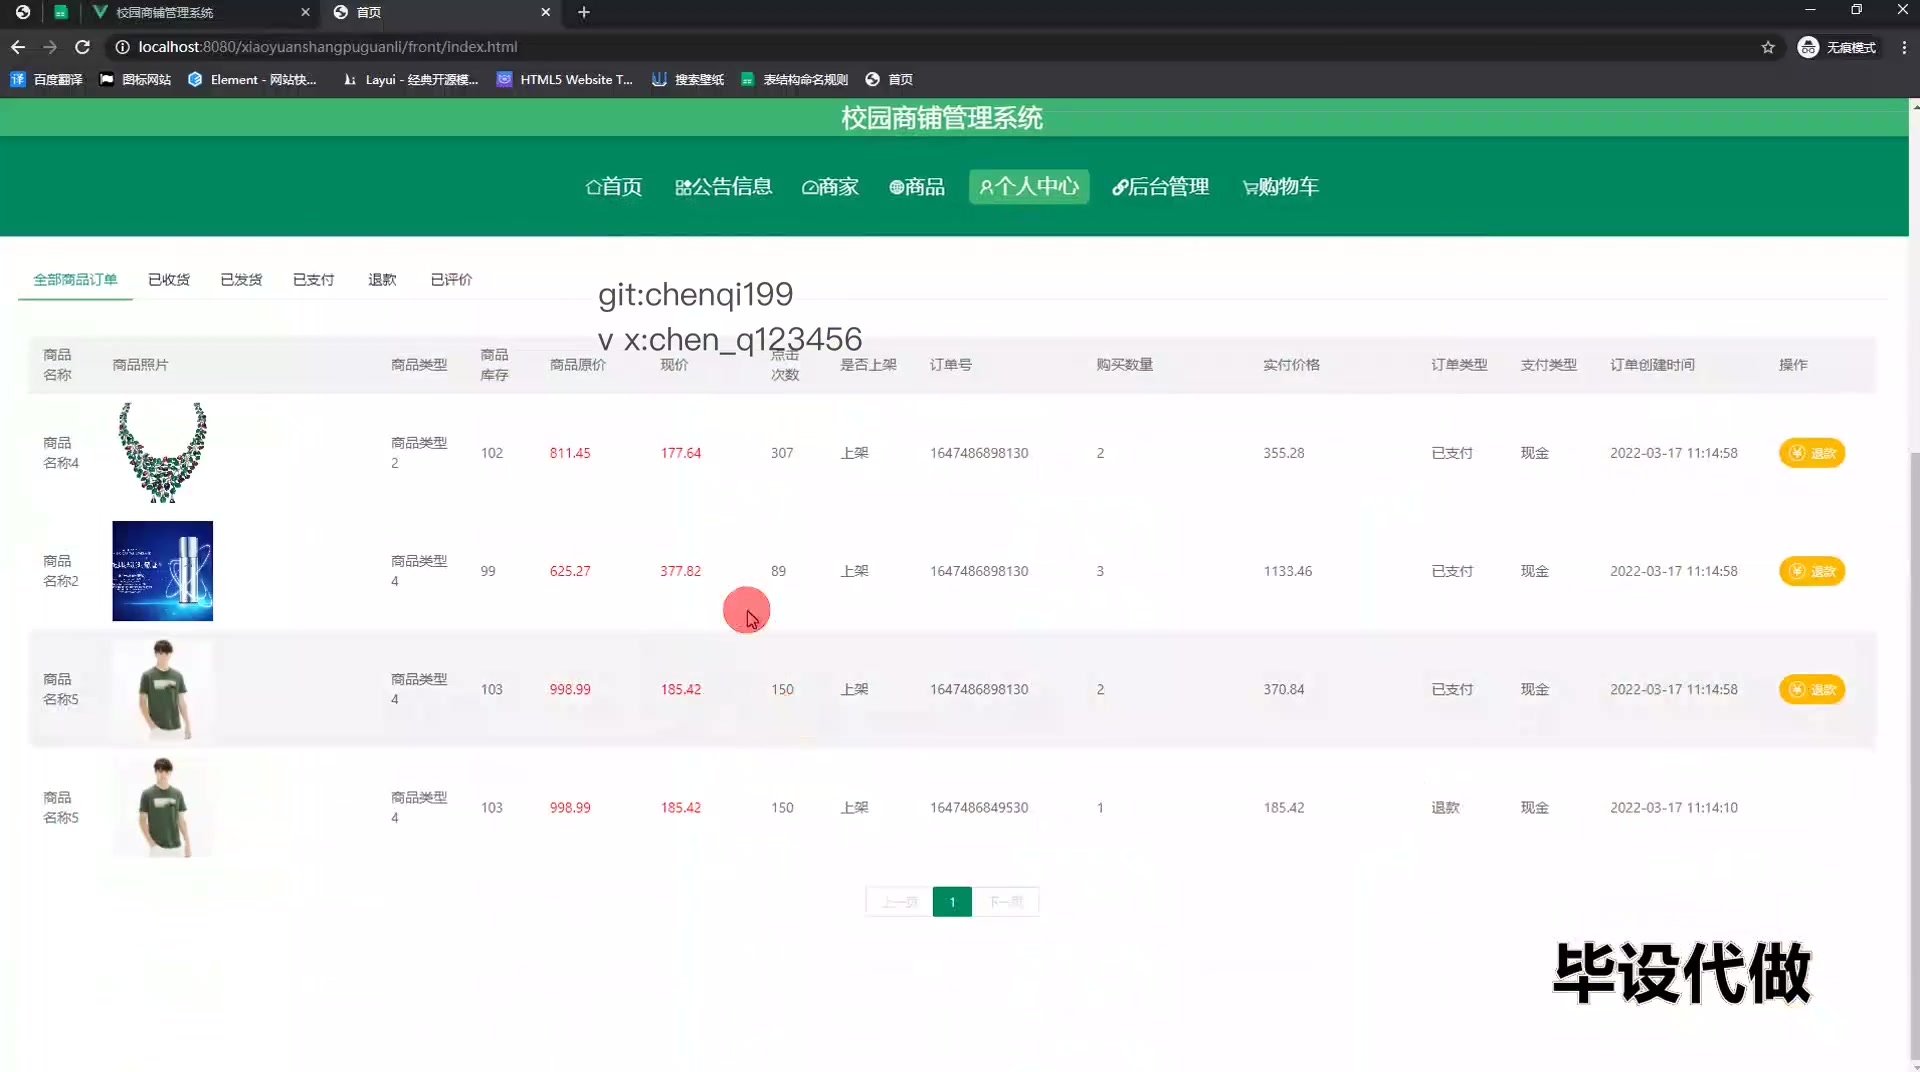 校园商铺管理系统
首页
localhost:8080/xiaoyuanshangpuguanli/front/index.html
无痕模式
百度翻译
图标网站
Element - 网站快...
Layui - 经典开源模...
HTML5 Website T...
搜索壁纸
表结构命名规则
首页
校园商铺管理系统
首页
公告信息
商家
商品
个人中心
后台管理
购物车
全部商品订单
已收货
已发货
已支付
退款
已评价
git:chenqi199
v x:chen_q123456
商品
名称
商品照片
商品类型
商品
库存
商品原价
现价
点击
次数
是否上架
订单号
购买数量
实付价格
订单类型
支付类型
订单创建时间
操作
商品
名称4
商品类型
2
102
811.45
177.64
307
上架
1647486898130
2
355.28
已支付
现金
2022-03-17 11:14:58
退款
商品
名称2
商品类型
4
99
625.27
377.82
89
上架
1647486898130
3
1133.46
已支付
现金
2022-03-17 11:14:58
退款
商品
名称5
商品类型
4
103
998.99
185.42
150
上架
1647486898130
2
370.84
已支付
现金
2022-03-17 11:14:58
退款
商品
名称5
商品类型
4
103
998.99
185.42
150
上架
1647486849530
1
185.42
退款
现金
2022-03-17 11:14:10
上一页
1
下一页
毕设代做